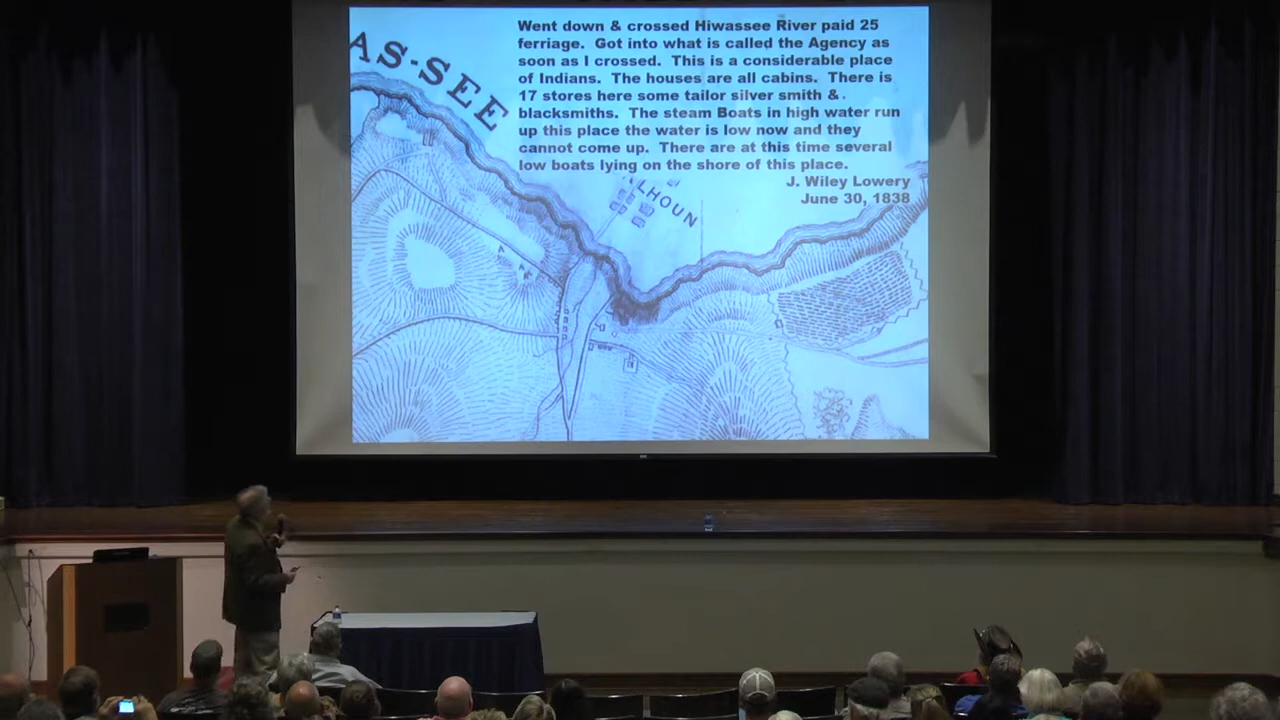 AS-SEE
Went down & crossed Hiwassee River paid 25
ferriage. Got into what is called the Agency as
soon as I crossed. This is a considerable place
of Indians. The houses are all cabins. There is
17 stores here some tailor silver smith &
blacksmiths. The steam Boats in high water run
up this place the water is low now and they
cannot come up. There are at this time several
low boats lying on the shore of this place.
J. Wiley Lowery
June 30, 1838
LHOUN